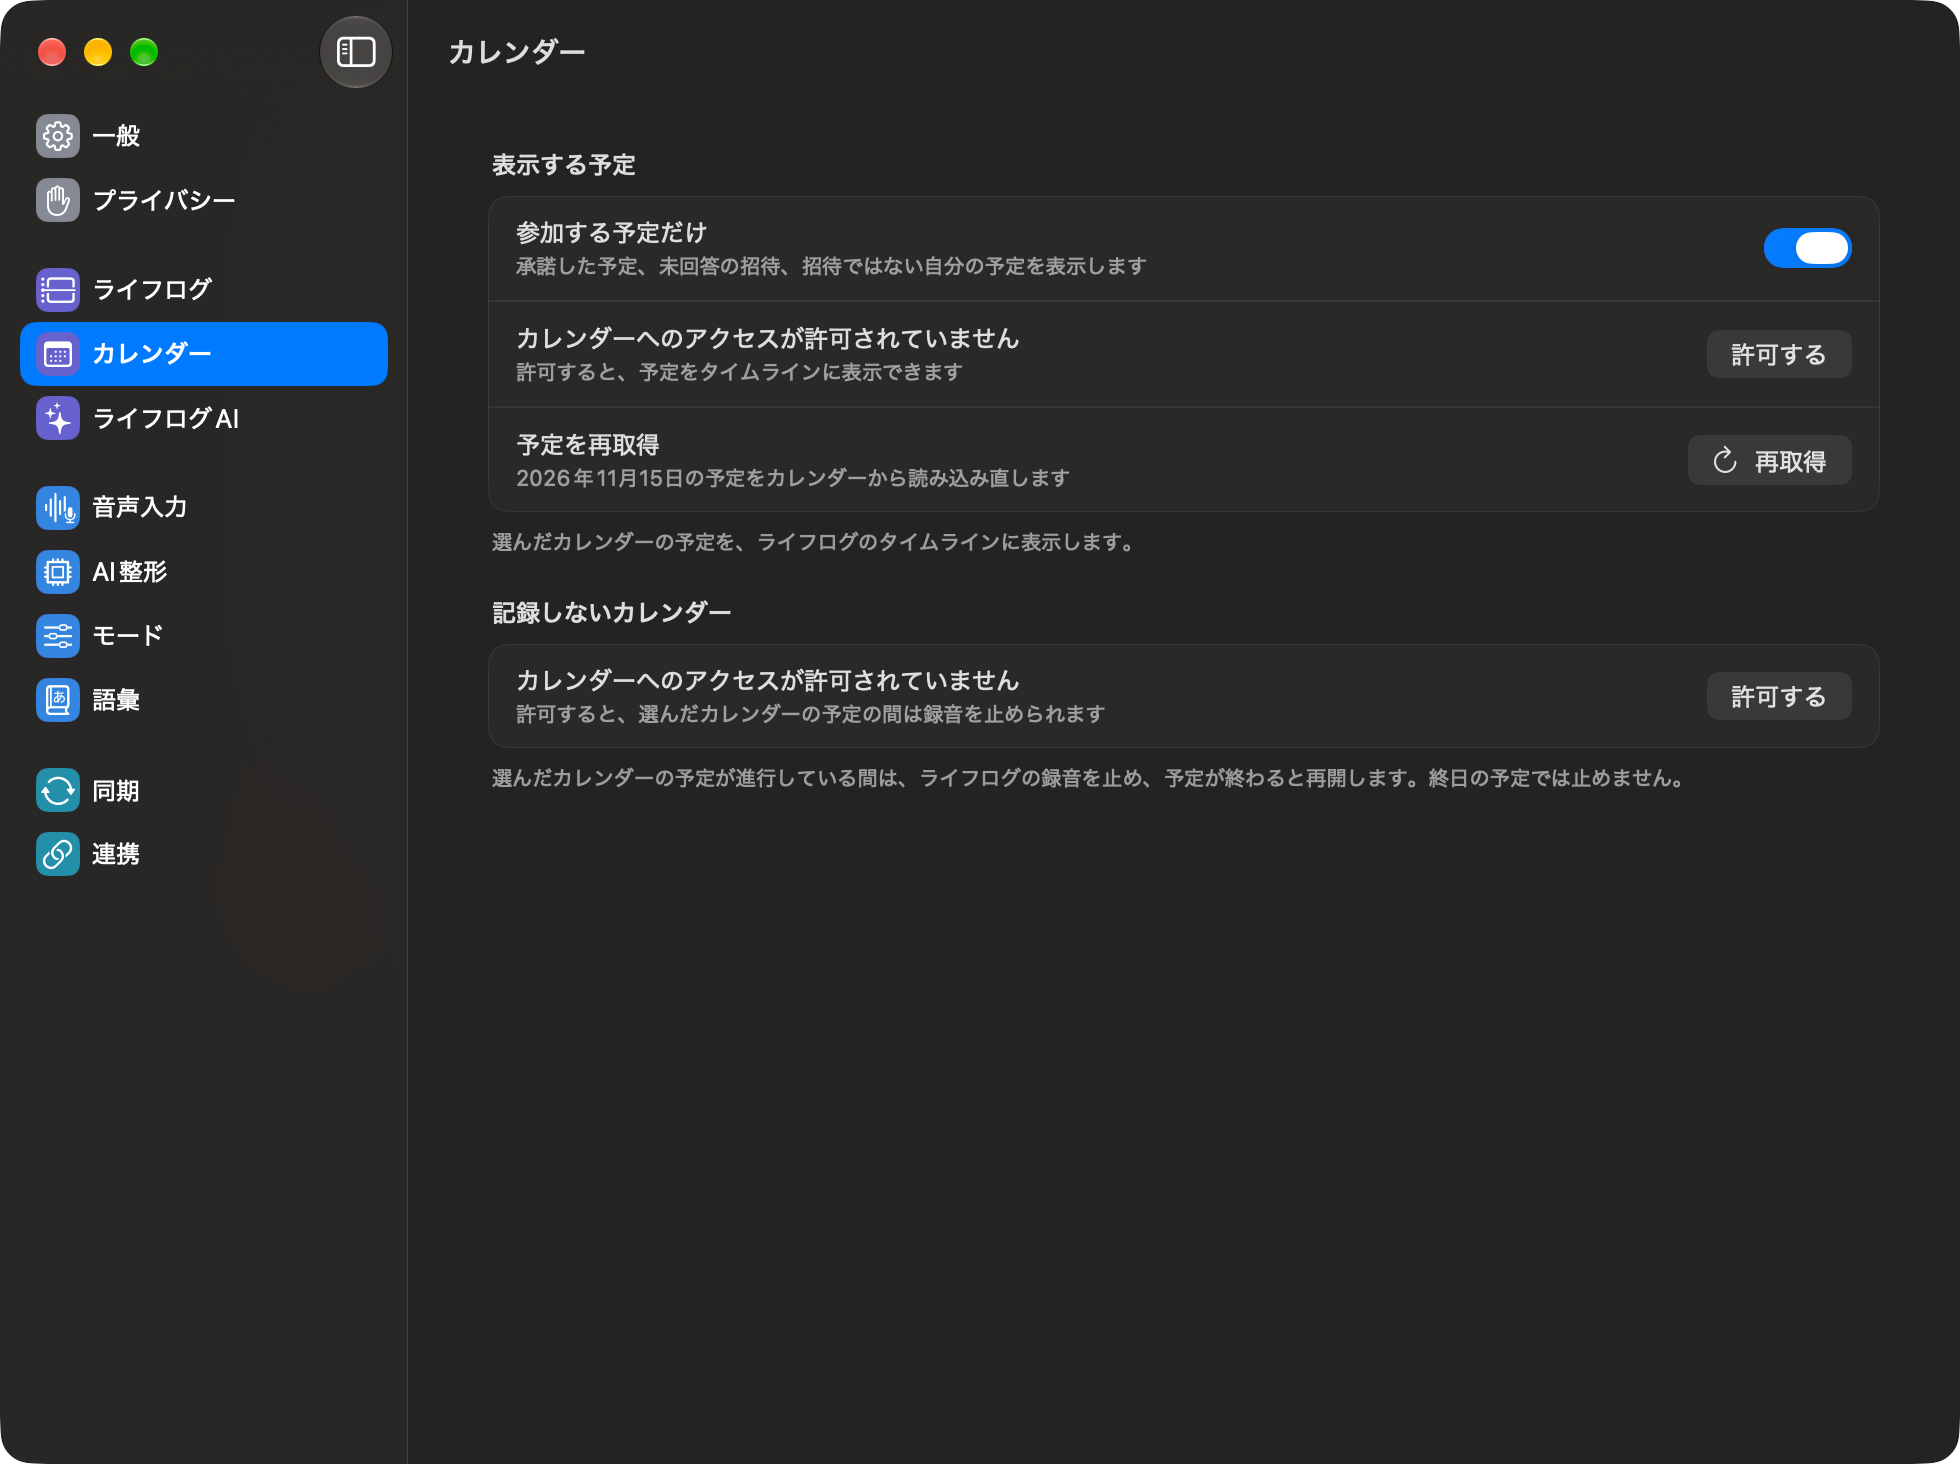 カレンダー
一般
プライバシー
ライフログ
カレンダー
ライフログAI
音声入力
AI整形
モード
語彙
同期
連携
表示する予定
参加する予定だけ
承諾した予定、未回答の招待、招待ではない自分の予定を表示します
カレンダーへのアクセスが許可されていません
許可すると、予定をタイムラインに表示できます
許可する
予定を再取得
2026年11月15日の予定をカレンダーから読み込み直します
再取得
選んだカレンダーの予定を、ライフログのタイムラインに表示します。
記録しないカレンダー
カレンダーへのアクセスが許可されていません
許可すると、選んだカレンダーの予定の間は録音を止められます
許可する
選んだカレンダーの予定が進行している間は、ライフログの録音を止め、予定が終わると再開します。終日の予定では止めません。